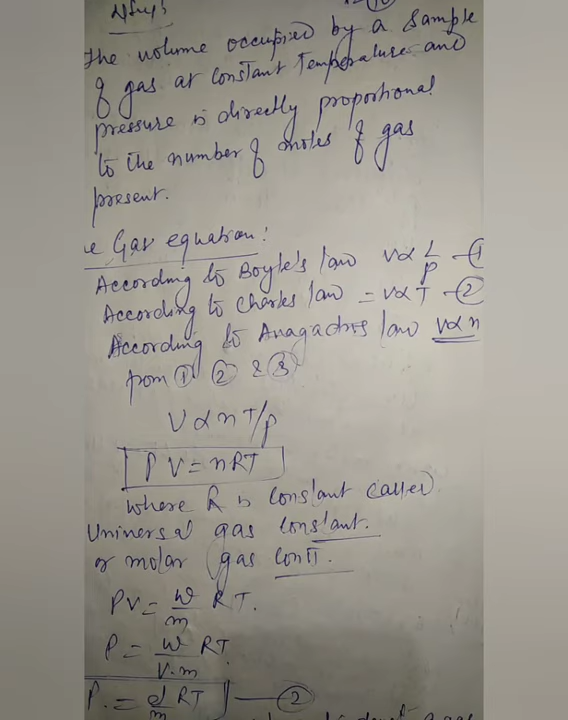 The volume occupied by a sample
of gas at constant Temperature and
pressure is directly proportional
to the number of moles of gas
present.
e Gas equation:
According to Boyle's law V∝ 1/P —①
According to Charles law = V∝ T —②
According to Avagadros law V∝ n
from ① ② & ③
V ∝ n T/p
P V = nRT
where R is constant called
Universal gas constant.
or molar gas
PV = w/m RT.
P = w/V.m RT
P. = d/m RT —②